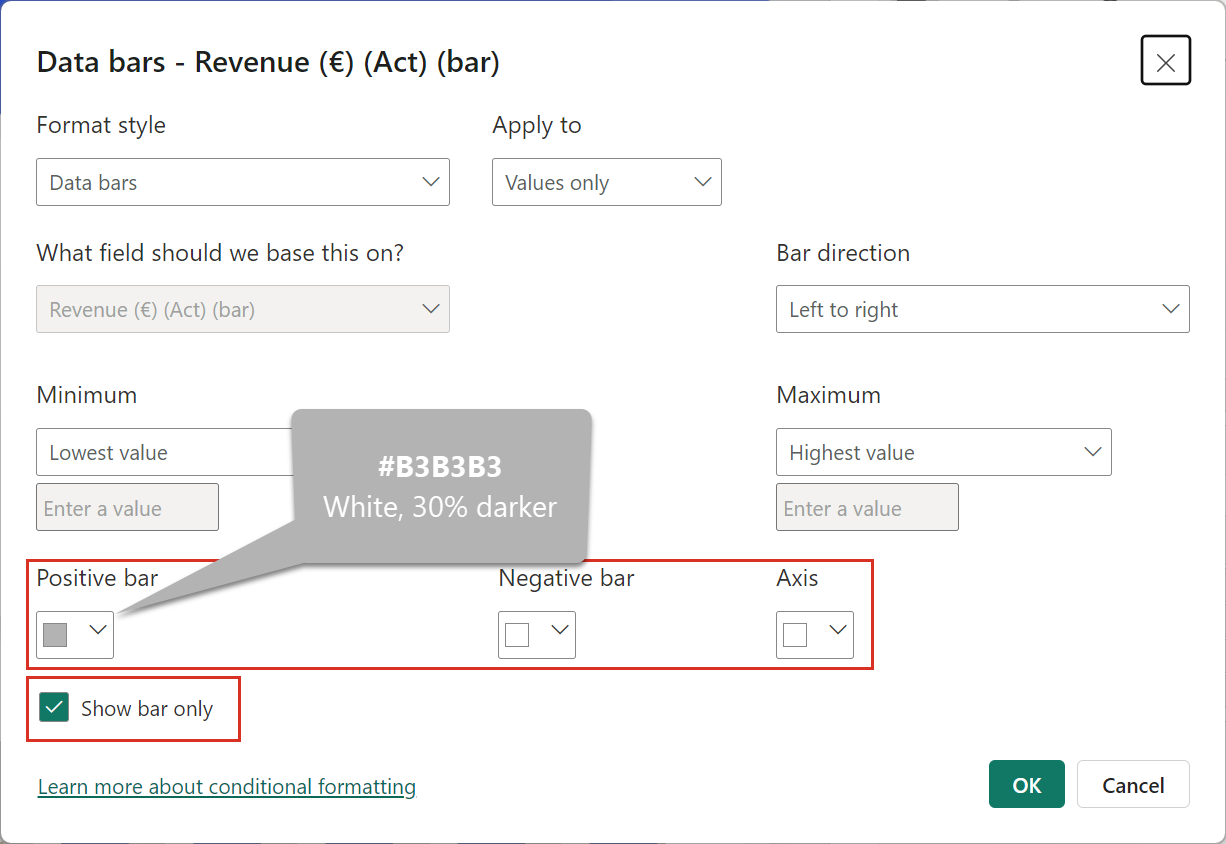 Data bars - Revenue (€) (Act) (bar)
Format style
Apply to
Data bars
Values only
What field should we base this on?
Bar direction
Revenue (€) (Act) (bar)
Left to right
Minimum
Maximum
Lowest value
Highest value
#B3B3B3
White, 30% darker
Enter a value
Enter a value
Positive bar
Negative bar
Axis
Show bar only
Learn more about conditional formatting
OK
Cancel